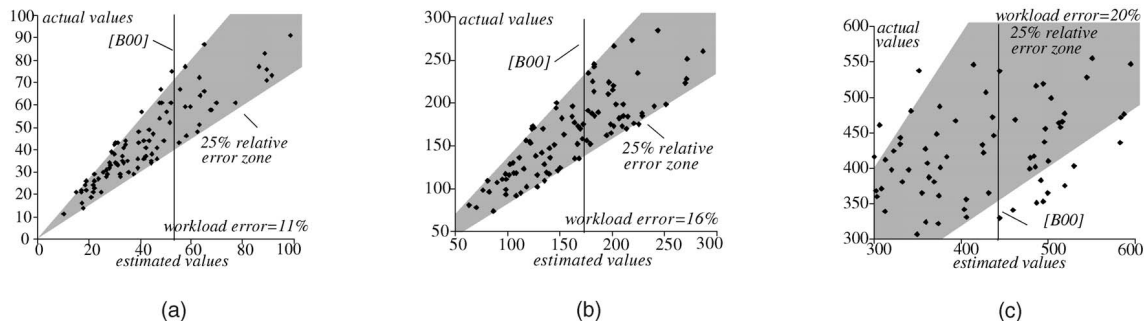 100
90
80
70
60
50
40
30
20
10
0
actual values
[B00]
25% relative
error zone
workload error=11%
0 20 40 60 80 100
estimated values
(a)
300
250
200
150
100
50
actual values
[B00]
25% relative
error zone
workload error=16%
50 100 150 200 250 300
estimated values
(b)
600
550
500
450
400
350
300
actual
values
workload error=20%
25% relative
error zone
[B00]
300 400 500 600
estimated values
(c)